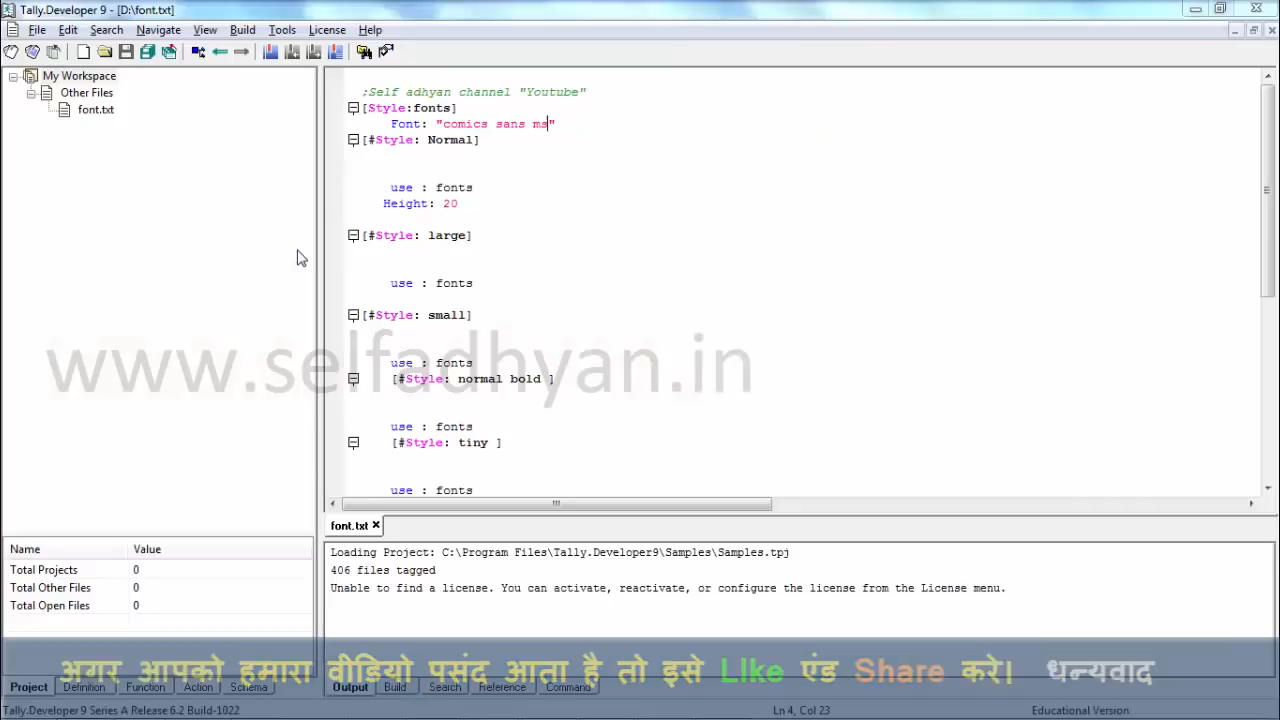 Tally.Developer 9 - [D:\font.txt]
File Edit Search Navigate View Build Tools License Help
My Workspace
Other Files
font.txt
;Self adhyan channel "Youtube"
[Style:fonts]
Font: "comics sans ms"
[#Style: Normal]
use : fonts
Height: 20
[#Style: large]
use : fonts
[#Style: small]
www.selfadhyan.in
use : fonts
[#Style: normal bold ]
use : fonts
[#Style: tiny ]
use : fonts
font.txt
Name Value
Total Projects 0
Total Other Files 0
Total Open Files 0
Loading Project: C:\Program Files\Tally.Developer9\Samples\Samples.tpj
406 files tagged
Unable to find a license. You can activate, reactivate, or configure the license from the License menu.
अगर आपको हमारा वीडियो पसंद आता है तो इसे LIke एंड Share करे। धन्यवाद
Project Definition Function Action Schema
Output Build Search Reference Command
Tally.Developer 9 Series A Release 6.2 Build-1022 Ln 4, Col 23 Educational Version